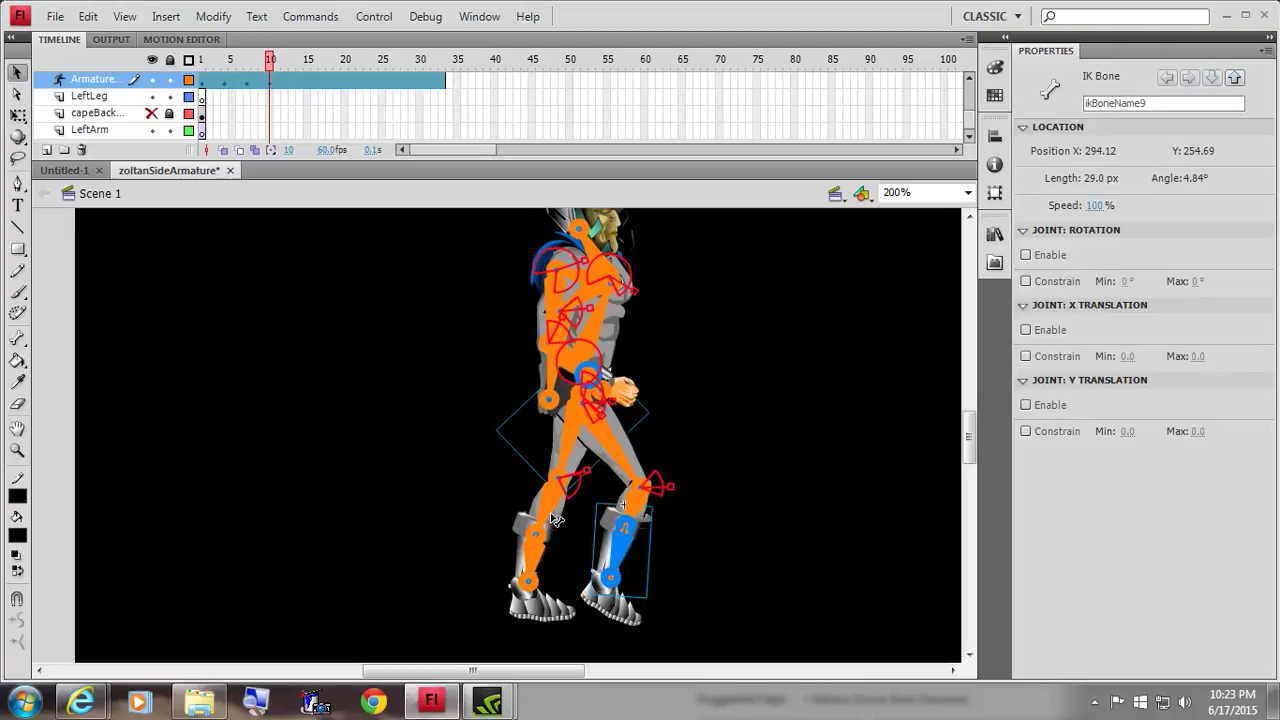 Fl File Edit View Insert Modify Text Commands Control Debug Window Help CLASSIC
TIMELINE OUTPUT MOTION EDITOR
1 5 10 15 20 25 30 35 40 45 50 55 60 65 70 75 80 85 90 95 100
Armature...
LeftLeg
capeBack...
LeftArm
10 60.0fps 0.1s
Untitled-1 zoltanSideArmature*
Scene 1 200%
PROPERTIES
IK Bone
ikBoneName9
LOCATION
Position X: 294.12 Y: 254.69
Length: 29.0 px Angle: 4.84°
Speed: 100 %
JOINT: ROTATION
Enable
Constrain Min: 0° Max: 0°
JOINT: X TRANSLATION
Enable
Constrain Min: 0.0 Max: 0.0
JOINT: Y TRANSLATION
Enable
Constrain Min: 0.0 Max: 0.0
Fl
10:23 PM
6/17/2015